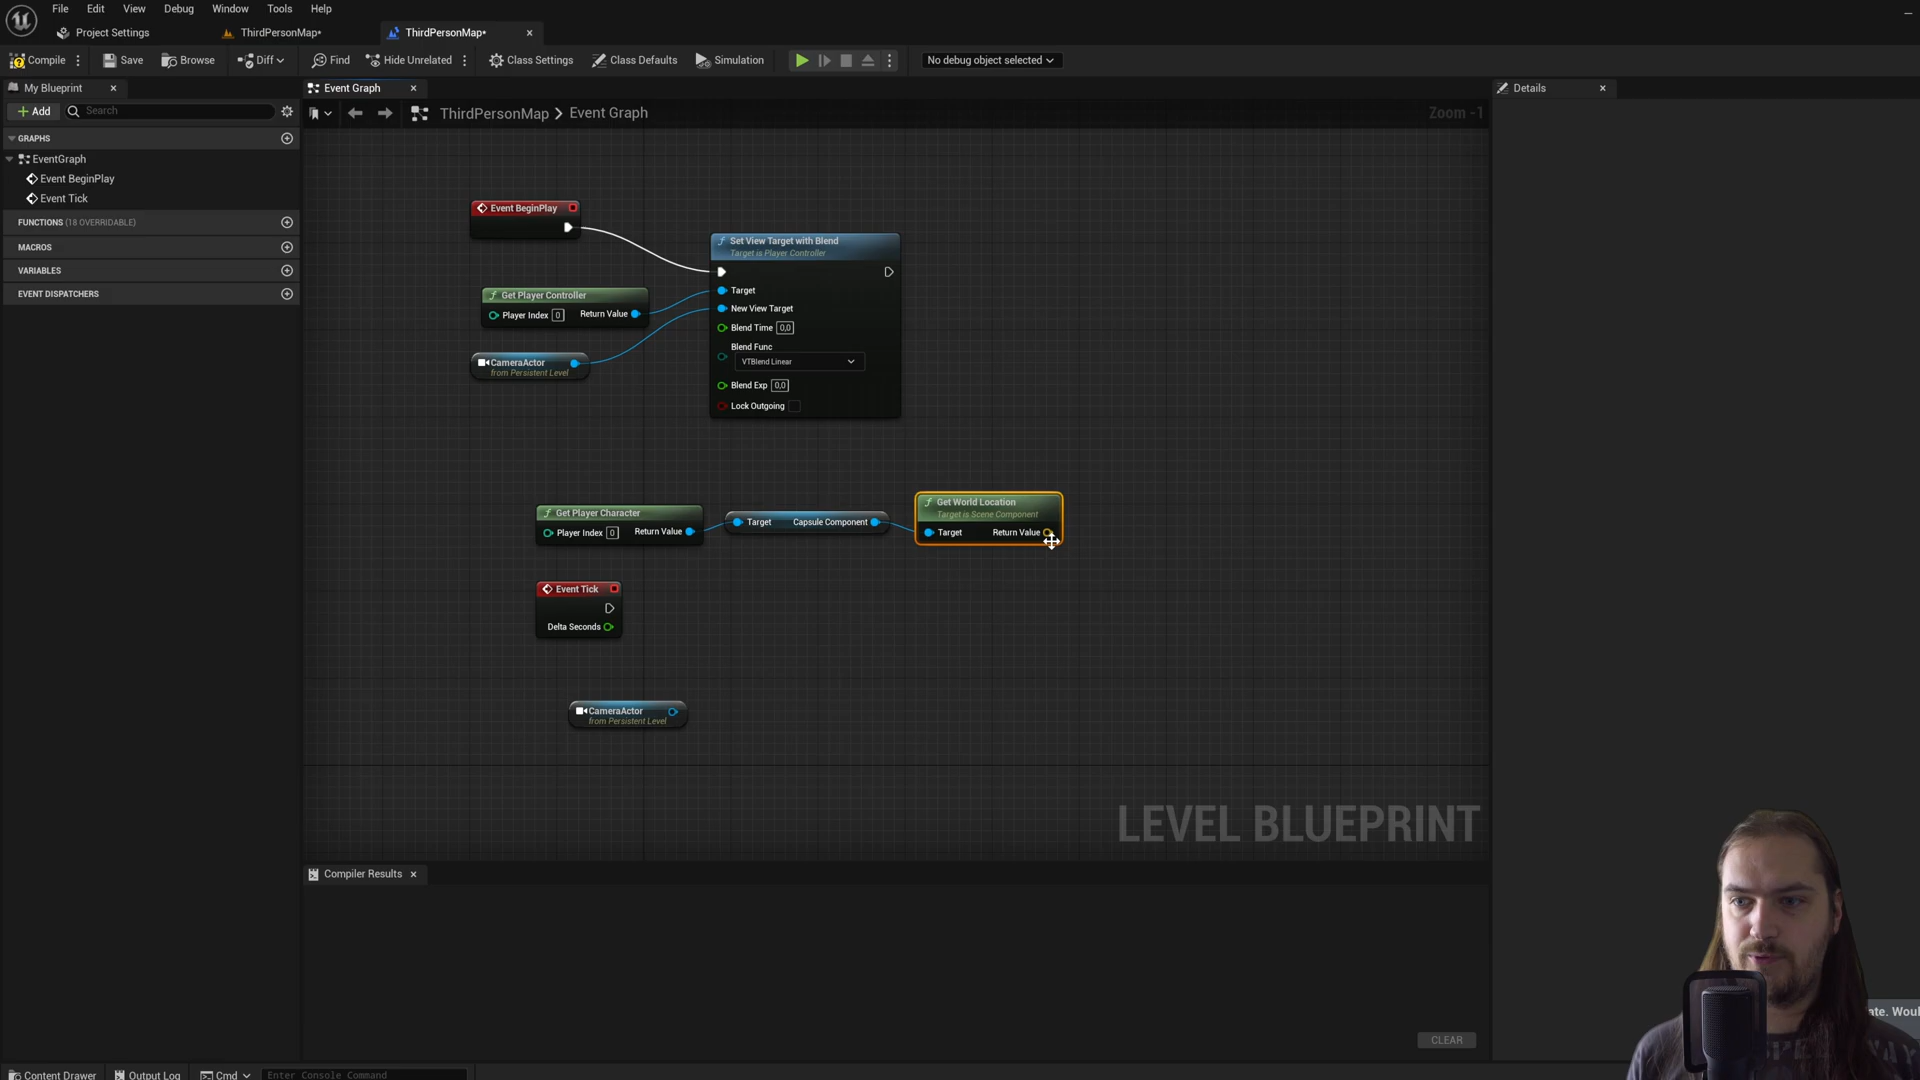 File Edit View Window Debug Tools Help
Project Settings
ThirdPersonMap*
ThirdPersonMap*
Compile
Save
Browse
Diff
Find
Hide Unrelated
Class Settings
Class Defaults
Simulation
No debug object selected
My Blueprint
Add
Search
GRAPHS
EventGraph
Event BeginPlay
Event Tick
FUNCTIONS (18 OVERRIDABLE)
MACROS
VARIABLES
EVENT DISPATCHERS
Event Graph
ThirdPersonMap > Event Graph
Zoom -1
Event BeginPlay
Set View Target with Blend
Target is Player Controller
Target
New View Target
Blend Time 0,0
Blend Func
VTBlend Linear
Blend Exp 0,0
Lock Outgoing
Get Player Controller
Player Index 0 Return Value
CameraActor
from Persistent Level
Get Player Character
Player Index 0 Return Value
Target Capsule Component
Get World Location
Target is Scene Component
Target Return Value
Event Tick
Delta Seconds
CameraActor
from Persistent Level
LEVEL BLUEPRINT
Compiler Results
CLEAR
Details
ate. Woul
Content Drawer
Output Log
Cmd
Enter Console Command